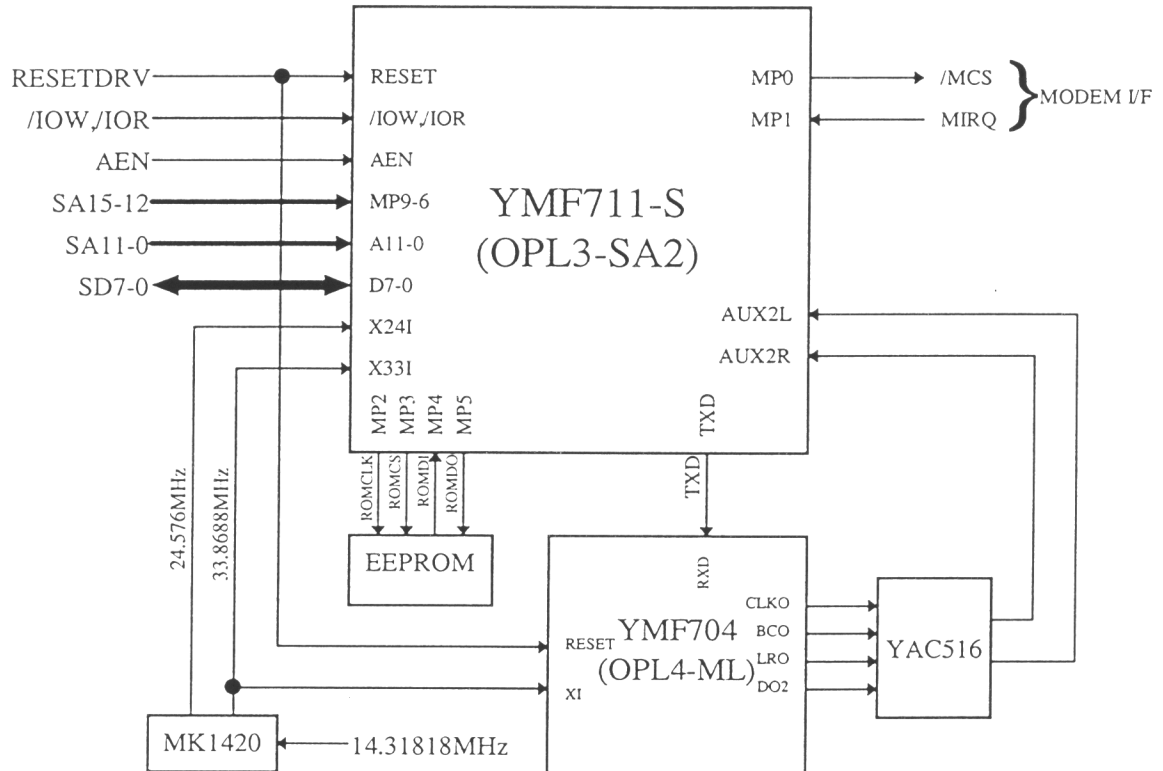 RESETDRV
/IOW,/IOR
AEN
SA15-12
SA11-0
SD7-0
RESET
/IOW,/IOR
AEN
MP9-6
A11-0
D7-0
X24I
X33I
MP2
MP3
MP4
MP5
YMF711-S
(OPL3-SA2)
MP0
MP1
/MCS
MIRQ
MODEM I/F
AUX2L
AUX2R
TXD
TXD
ROMCLK
ROMCS
ROMDI
ROMDO
EEPROM
24.576MHz
33.8688MHz
RXD
RESET
XI
YMF704
(OPL4-ML)
CLKO
BCO
LRO
DO2
YAC516
MK1420
14.31818MHz